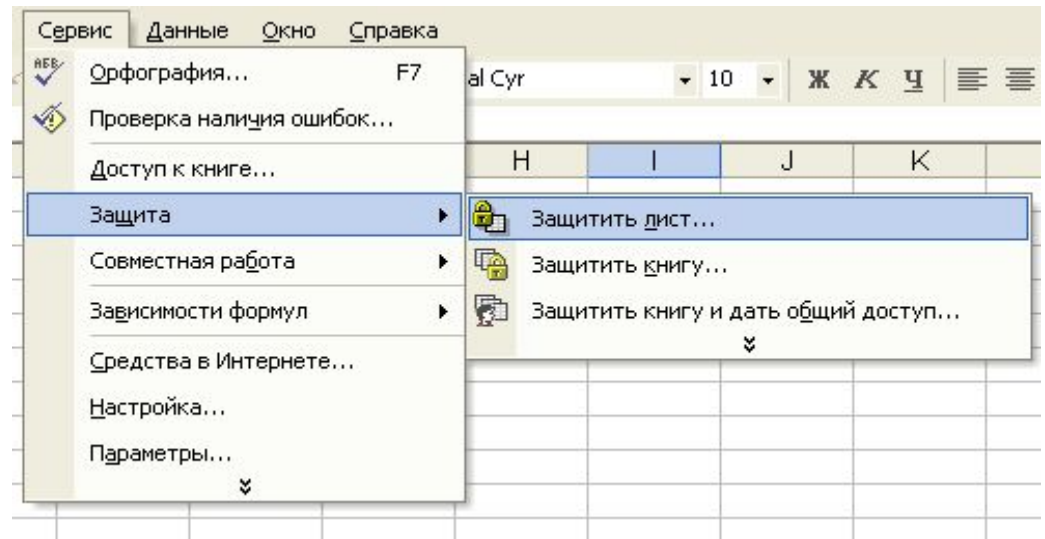 Сервис Данные Окно Справка
АБВ Орфография... F7
al Cyr 10 Ж К Ч
Проверка наличия ошибок...
Доступ к книге...
H I J K
Защита
Защитить лист...
Совместная работа
Защитить книгу...
Зависимости формул
Защитить книгу и дать общий доступ...
Средства в Интернете...
Настройка...
Параметры...